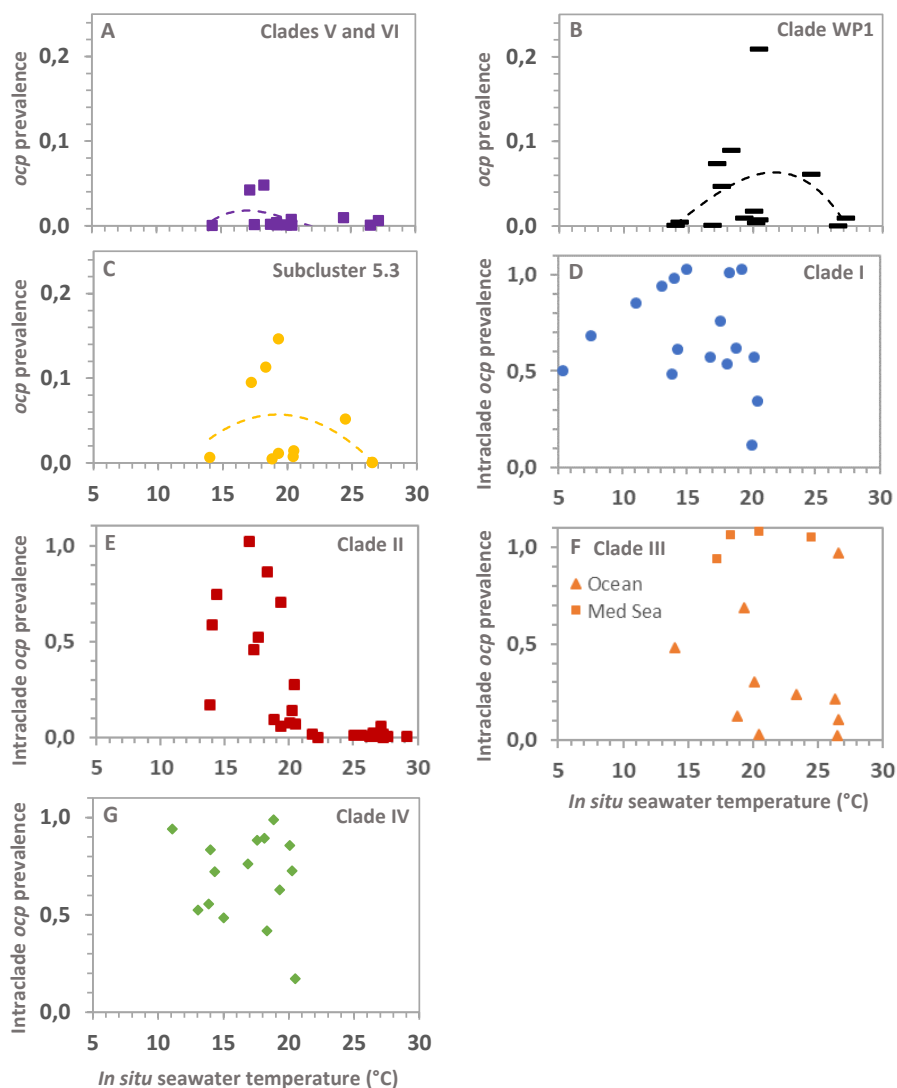 A
Clades V and VI
0,2
0,1
0,0
ocp prevalence
B
Clade WP1
0,2
0,1
0,0
ocp prevalence
C
Subcluster 5.3
0,2
0,1
0,0
ocp prevalence
5 10 15 20 25 30
D
Clade I
1,0
0,5
0,0
Intraclade ocp prevalence
5 10 15 20 25 30
E
Clade II
1,0
0,5
0,0
Intraclade ocp prevalence
5 10 15 20 25 30
F Clade III
Ocean
Med Sea
1,0
0,5
0,0
Intraclade ocp prevalence
5 10 15 20 25 30
In situ seawater temperature (°C)
G
Clade IV
1,0
0,5
0,0
Intraclade ocp prevalence
5 10 15 20 25 30
In situ seawater temperature (°C)